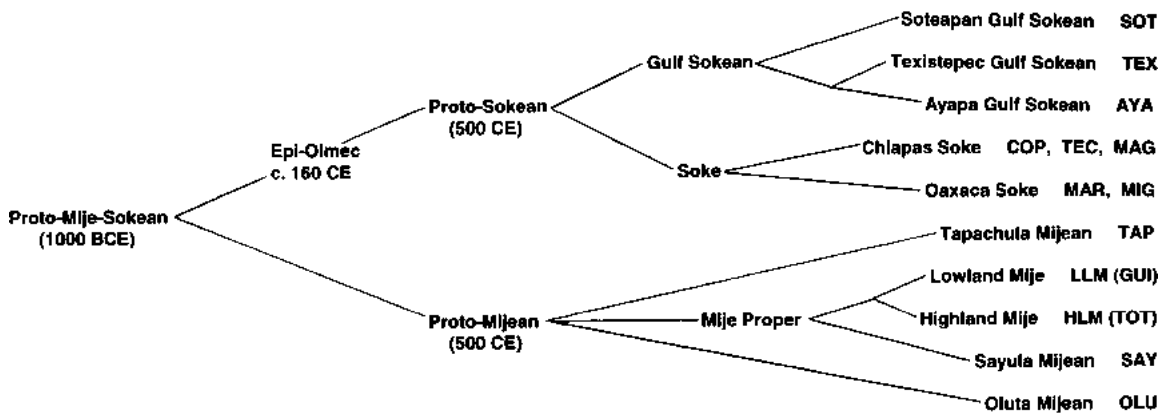 Soteapan Gulf Sokean SOT
Gulf Sokean
Texistepec Gulf Sokean TEX
Proto-Sokean
(500 CE)
Ayapa Gulf Sokean AYA
Epi-Olmec
c. 160 CE
Chiapas Soke COP, TEC, MAG
Soke
Oaxaca Soke MAR, MIG
Proto-Mije-Sokean
(1000 BCE)
Tapachula Mijean TAP
Lowland Mije LLM (GUI)
Proto-Mijean
(500 CE)
Mije Proper
Highland Mije HLM (TOT)
Sayula Mijean SAY
Oluta Mijean OLU